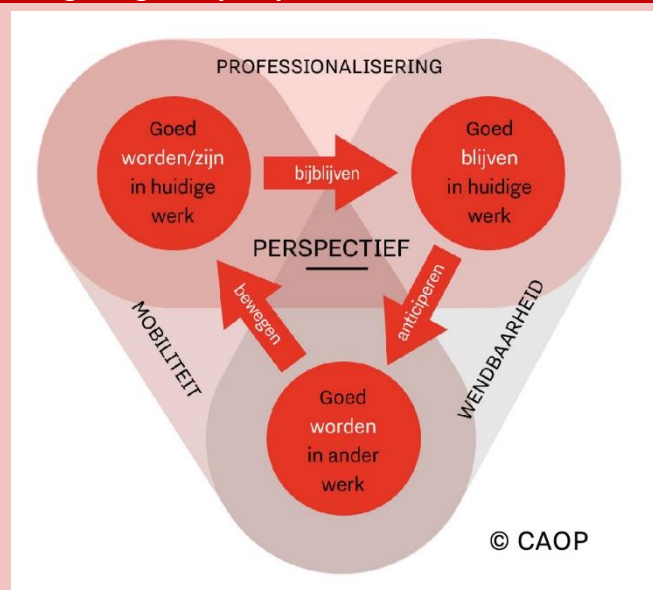 PROFESSIONALISERING
Goed
worden/zijn
in huidige
werk
bijblijven
Goed
blijven
in huidige
werk
PERSPECTIEF
bewegen
anticiperen
MOBILITEIT
WENDBAARHEID
Goed
worden
in ander
werk
© CAOP